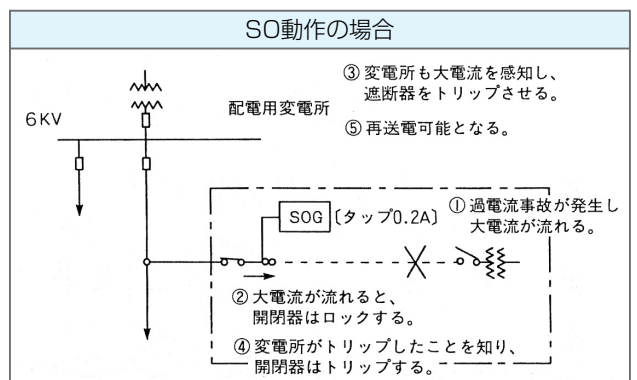 SO動作の場合
③変電所も大電流を感知し、
遮断器をトリップさせる。
配電用変電所
6KV
⑤再送電可能となる。
SOG
〔タップ0.2A〕
①過電流事故が発生し
大電流が流れる。
②大電流が流れると、
開閉器はロックする。
④変電所がトリップしたことを知り、
開閉器はトリップする。